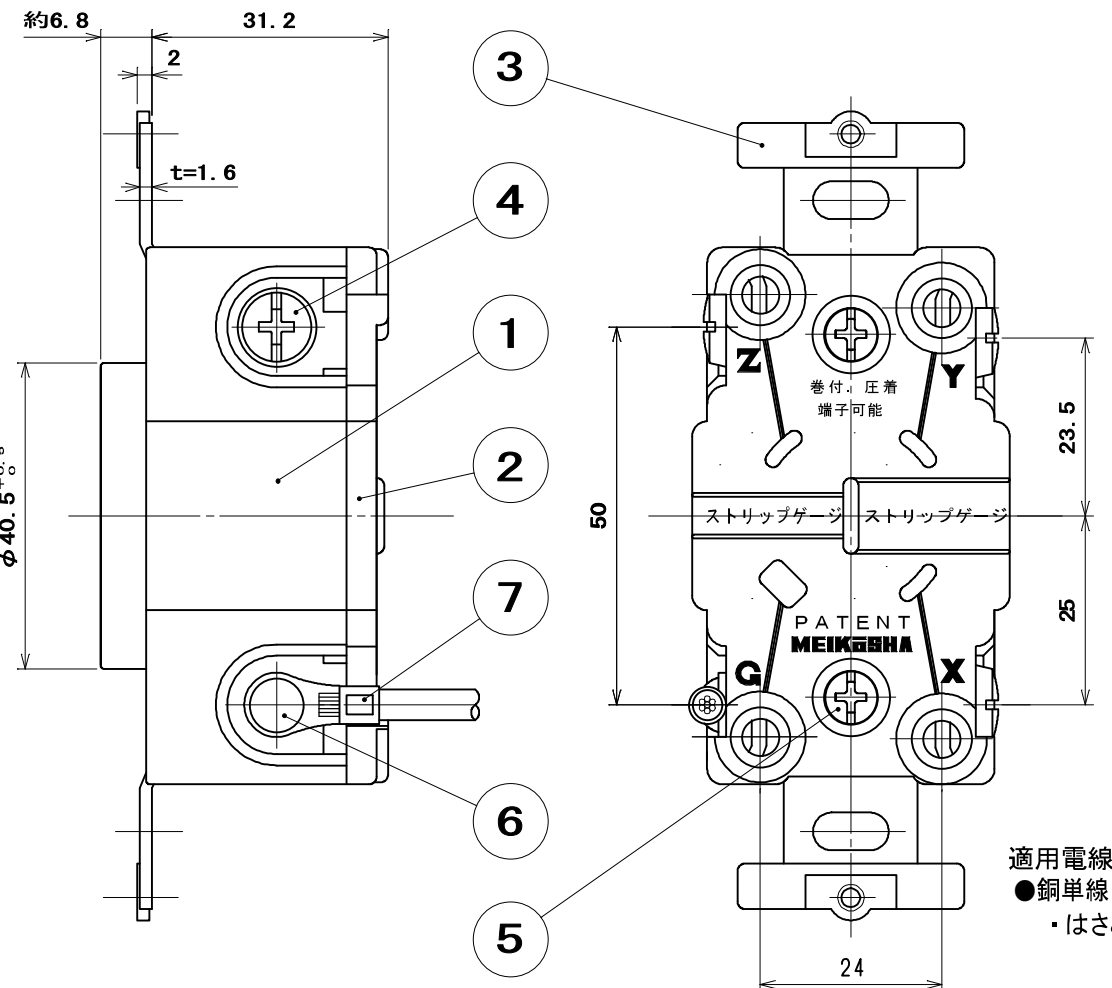 約6.8
31.2
2
t=1.6
3
4
1
2
7
6
5
φ40.5
50
23.5
25
24
Z
Y
巻付、圧着
端子可能
ストリップゲージ
ストリップゲージ
PATENT
MEIKOSHA
G
X
適用電線
●銅単線
・はさ